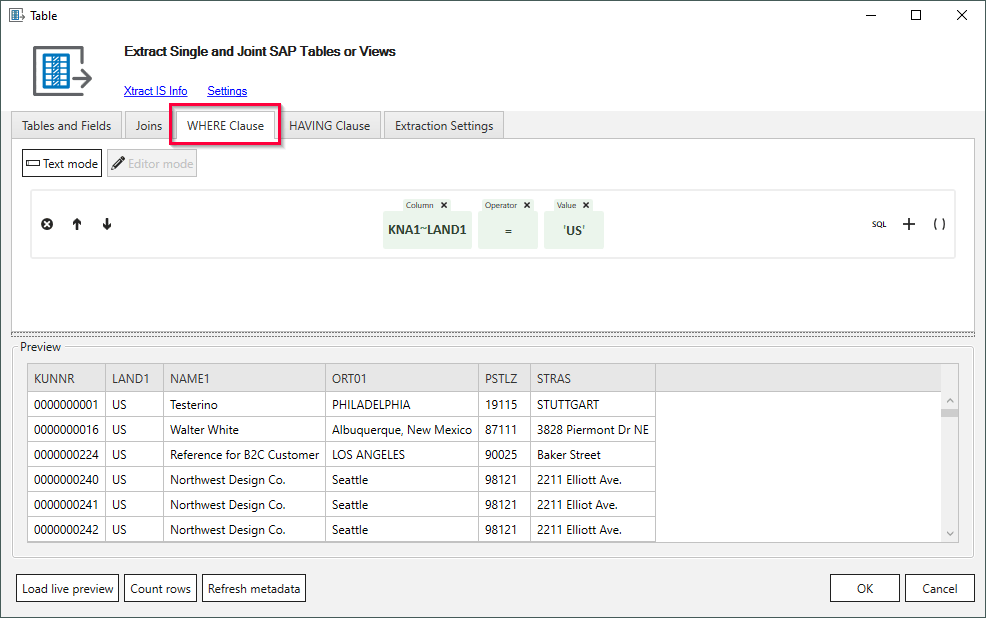 Table
Extract Single and Joint SAP Tables or Views
Xtract IS Info Settings
Tables and Fields Joins WHERE Clause HAVING Clause Extraction Settings
Text mode Editor mode
Column Operator Value
KNA1~LAND1 = 'US' SQL + ( )
Preview
KUNNR LAND1 NAME1 ORT01 PSTLZ STRAS
0000000001 US Testerino PHILADELPHIA 19115 STUTTGART
0000000016 US Walter White Albuquerque, New Mexico 87111 3828 Piermont Dr NE
0000000224 US Reference for B2C Customer LOS ANGELES 90025 Baker Street
0000000240 US Northwest Design Co. Seattle 98121 2211 Elliott Ave.
0000000241 US Northwest Design Co. Seattle 98121 2211 Elliot Ave.
0000000242 US Northwest Design Co. Seattle 98121 2211 Elliott Ave.
Load live preview Count rows Refresh metadata OK Cancel